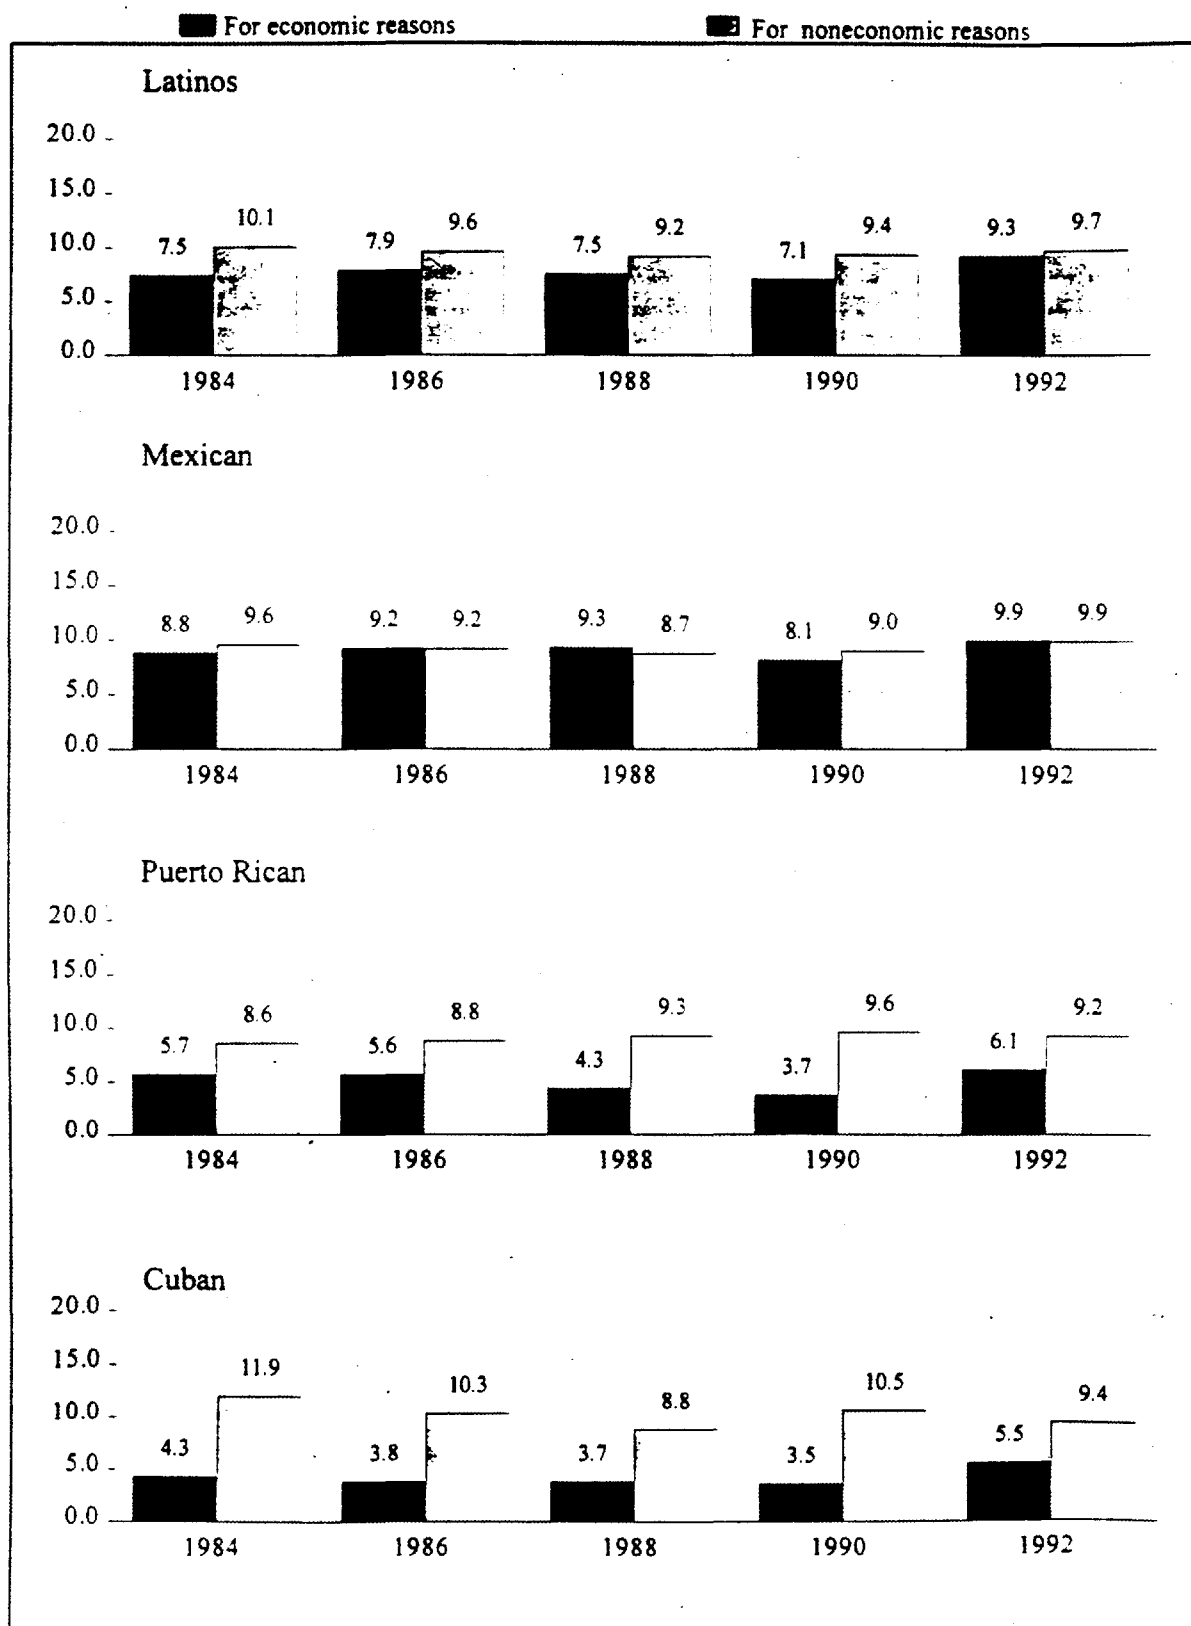 For economic reasons For noneconomic reasons
Latinos
20.0
15.0
10.0
5.0
0.0
7.5 10.1 7.9 9.6 7.5 9.2 7.1 9.4 9.3 9.7
1984 1986 1988 1990 1992
Mexican
20.0
15.0
10.0
5.0
0.0
8.8 9.6 9.2 9.2 9.3 8.7 8.1 9.0 9.9 9.9
1984 1986 1988 1990 1992
Puerto Rican
20.0
15.0
10.0
5.0
0.0
5.7 8.6 5.6 8.8 4.3 9.3 3.7 9.6 6.1 9.2
1984 1986 1988 1990 1992
Cuban
20.0
15.0
10.0
5.0
0.0
4.3 11.9 3.8 10.3 3.7 8.8 3.5 10.5 5.5 9.4
1984 1986 1988 1990 1992